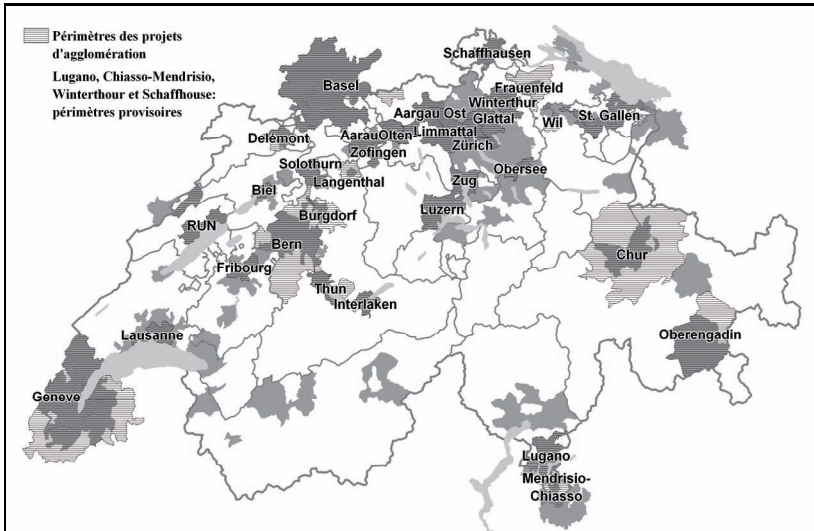 Périmètres des projets
d'agglomération
Lugano, Chiasso-Mendrisio,
Winterthour et Schaffhouse:
périmètres provisoires
Schaffhausen
Basel
Frauenfeld
Aargau Ost
Winterthur
Glattal
Wil
St. Gallen
Delémont
Aarau
Olten
Limmattal
Zofingen
Zürich
Solothurn
Obersee
Langenthal
Zug
Biel
Burgdorf
Luzern
RUN
Bern
Chur
Fribourg
Thun
Interlaken
Lausanne
Oberengadin
Geneve
Lugano
Mendrisio-
Chiasso